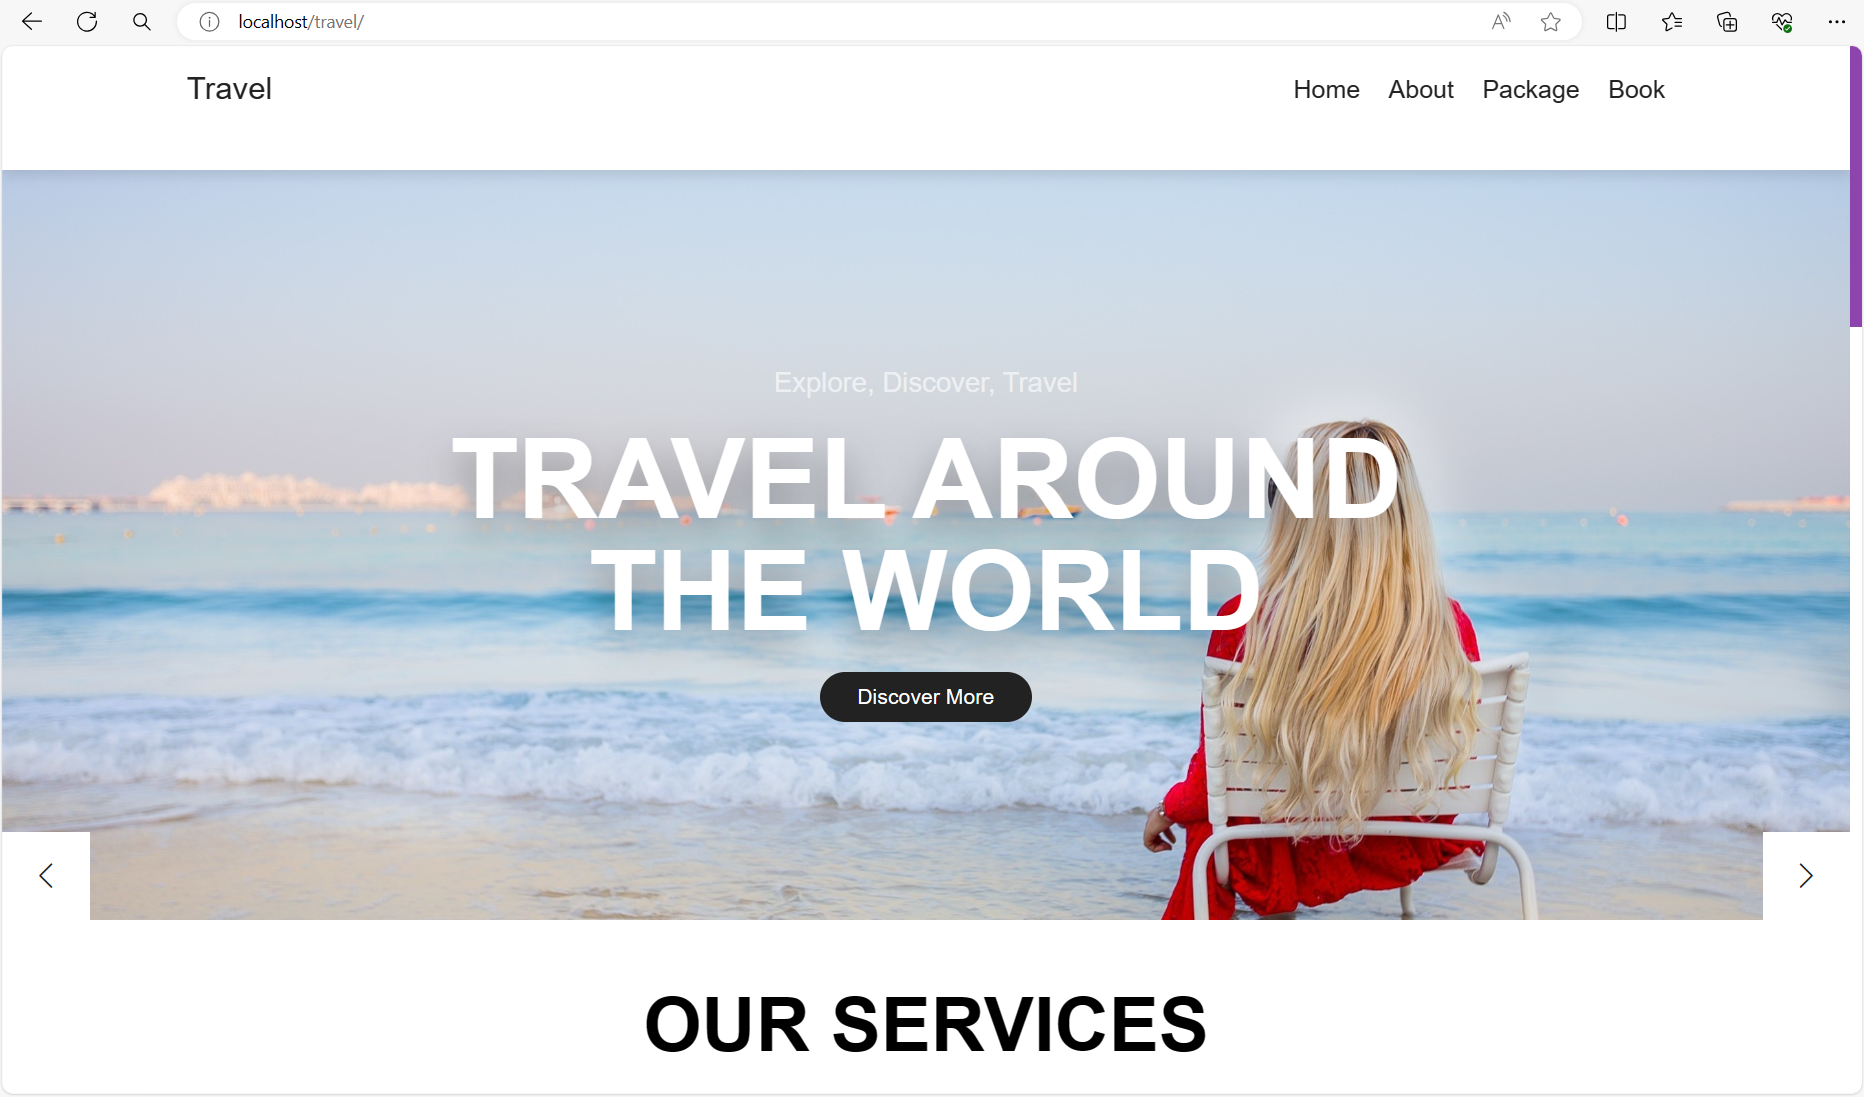 localhost/travel/
Travel
Home About Package Book
Explore, Discover, Travel
TRAVEL AROUND
THE WORLD
Discover More
OUR SERVICES